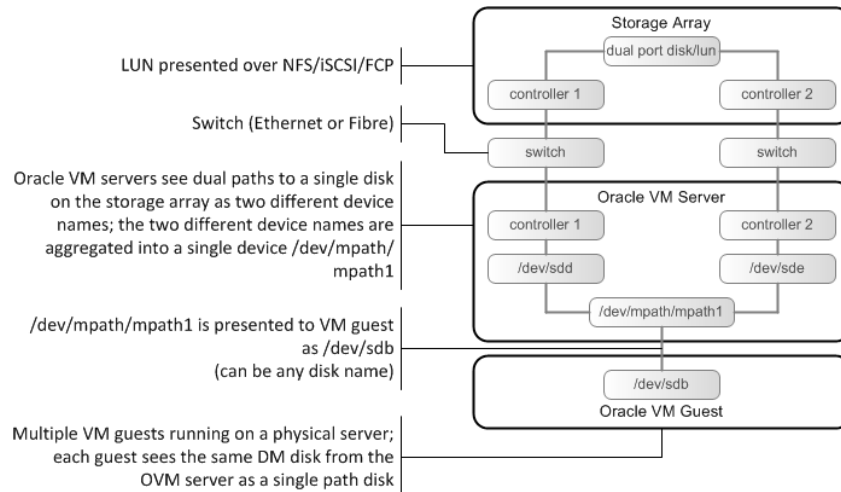 Storage Array
dual port disk/lun
LUN presented over NFS/iSCSI/FCP
controller 1
controller 2
Switch (Ethernet or Fibre)
switch
switch
Oracle VM servers see dual paths to a single disk
on the storage array as two different device
names; the two different device names are
aggregated into a single device /dev/mpath/
mpath1
Oracle VM Server
controller 1
controller 2
/dev/sdd
/dev/sde
/dev/mpath/mpath1
/dev/mpath/mpath1 is presented to VM guest
as /dev/sdb
(can be any disk name)
/dev/sdb
Oracle VM Guest
Multiple VM guests running on a physical server;
each guest sees the same DM disk from the
OVM server as a single path disk